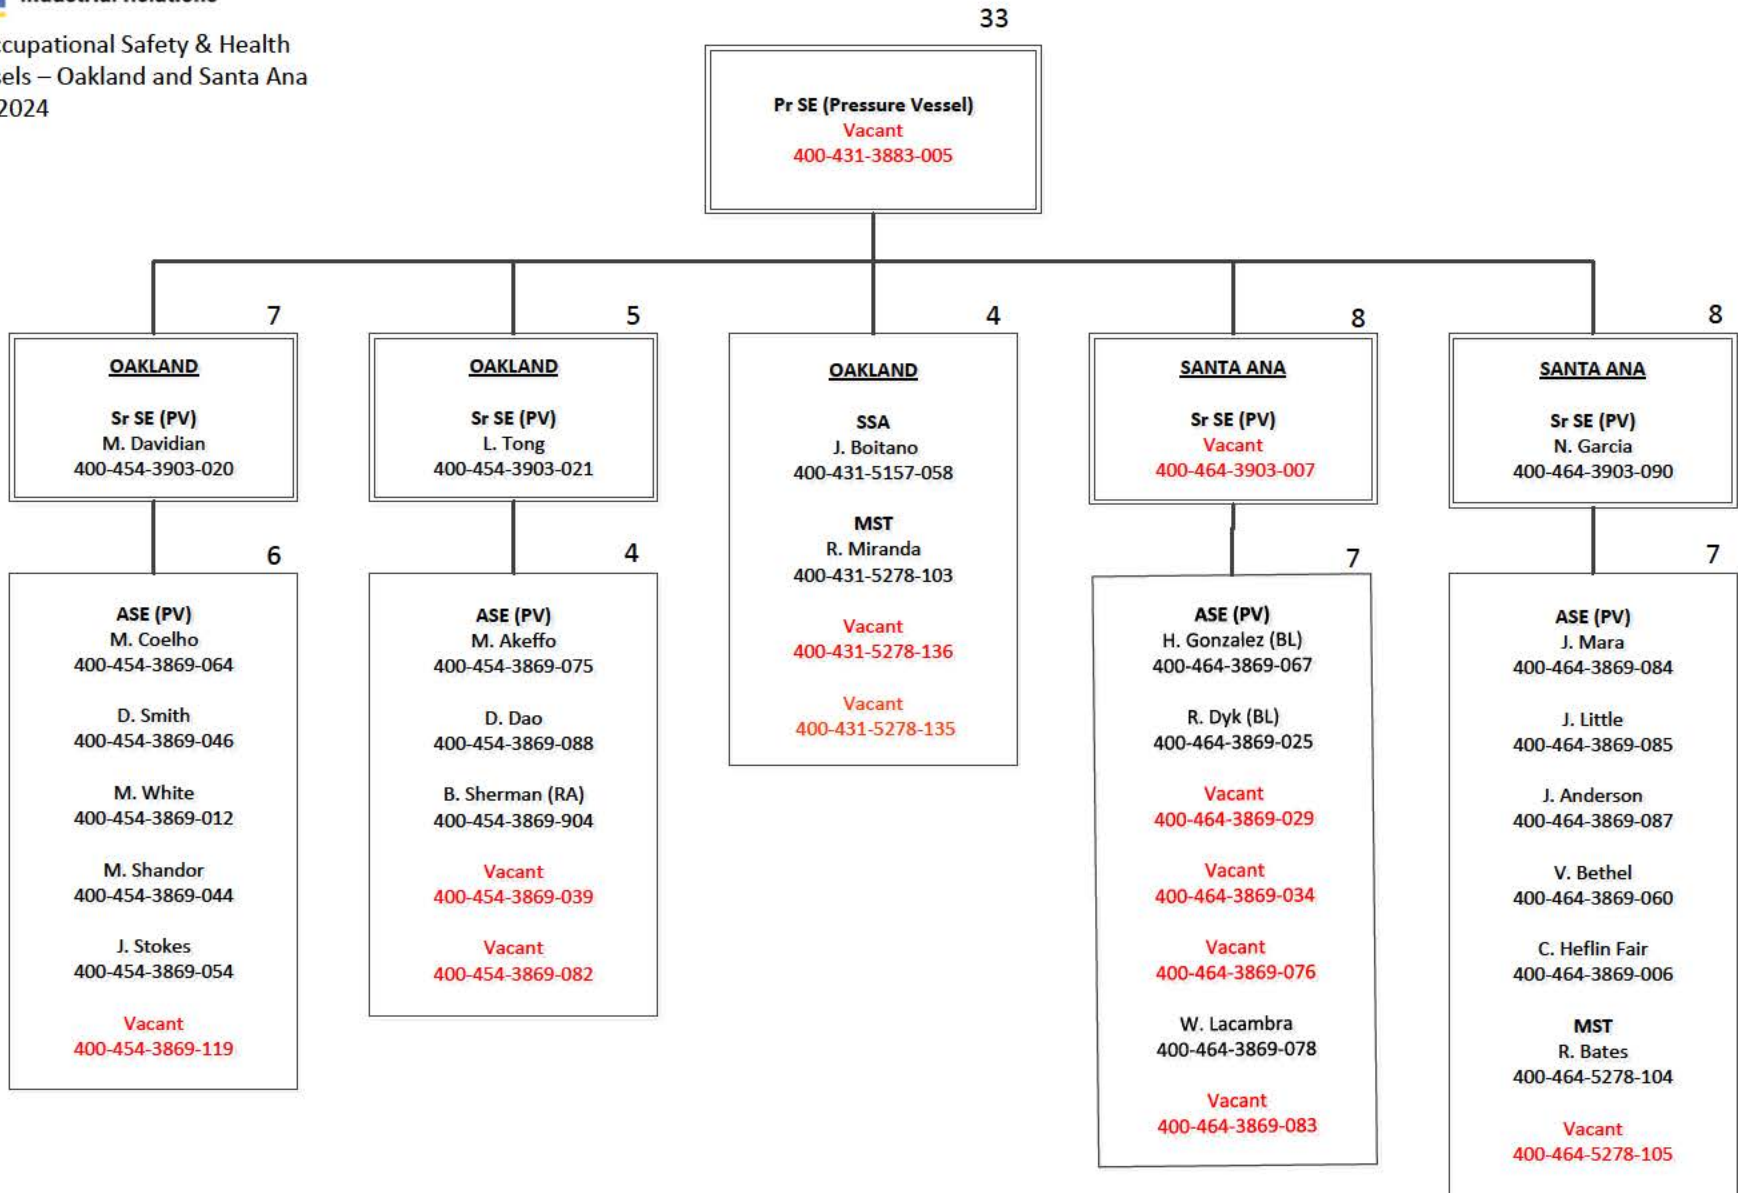 Safety & Health
– Oakland and Santa Ana
2024
33
Pr SE (Pressure Vessel)
Vacant
400-431-3883-005
7
OAKLAND
Sr SE (PV)
M. Davidian
400-454-3903-020
6
ASE (PV)
M. Coelho
400-454-3869-064
D. Smith
400-454-3869-046
M. White
400-454-3869-012
M. Shandor
400-454-3869-044
J. Stokes
400-454-3869-054
Vacant
400-454-3869-119
5
OAKLAND
Sr SE (PV)
L. Tong
400-454-3903-021
4
ASE (PV)
M. Akeffo
400-454-3869-075
D. Dao
400-454-3869-088
B. Sherman (RA)
400-454-3869-904
Vacant
400-454-3869-039
Vacant
400-454-3869-082
4
OAKLAND
SSA
J. Boitano
400-431-5157-058
MST
R. Miranda
400-431-5278-103
Vacant
400-431-5278-136
Vacant
400-431-5278-135
8
SANTA ANA
Sr SE (PV)
Vacant
400-464-3903-007
7
ASE (PV)
H. Gonzalez (BL)
400-464-3869-067
R. Dyk (BL)
400-464-3869-025
Vacant
400-464-3869-029
Vacant
400-464-3869-034
Vacant
400-464-3869-076
W. Lacambra
400-464-3869-078
Vacant
400-464-3869-083
8
SANTA ANA
Sr SE (PV)
N. Garcia
400-464-3903-090
7
ASE (PV)
J. Mara
400-464-3869-084
J. Little
400-464-3869-085
J. Anderson
400-464-3869-087
V. Bethel
400-464-3869-060
C. Heflin Fair
400-464-3869-006
MST
R. Bates
400-464-5278-104
Vacant
400-464-5278-105